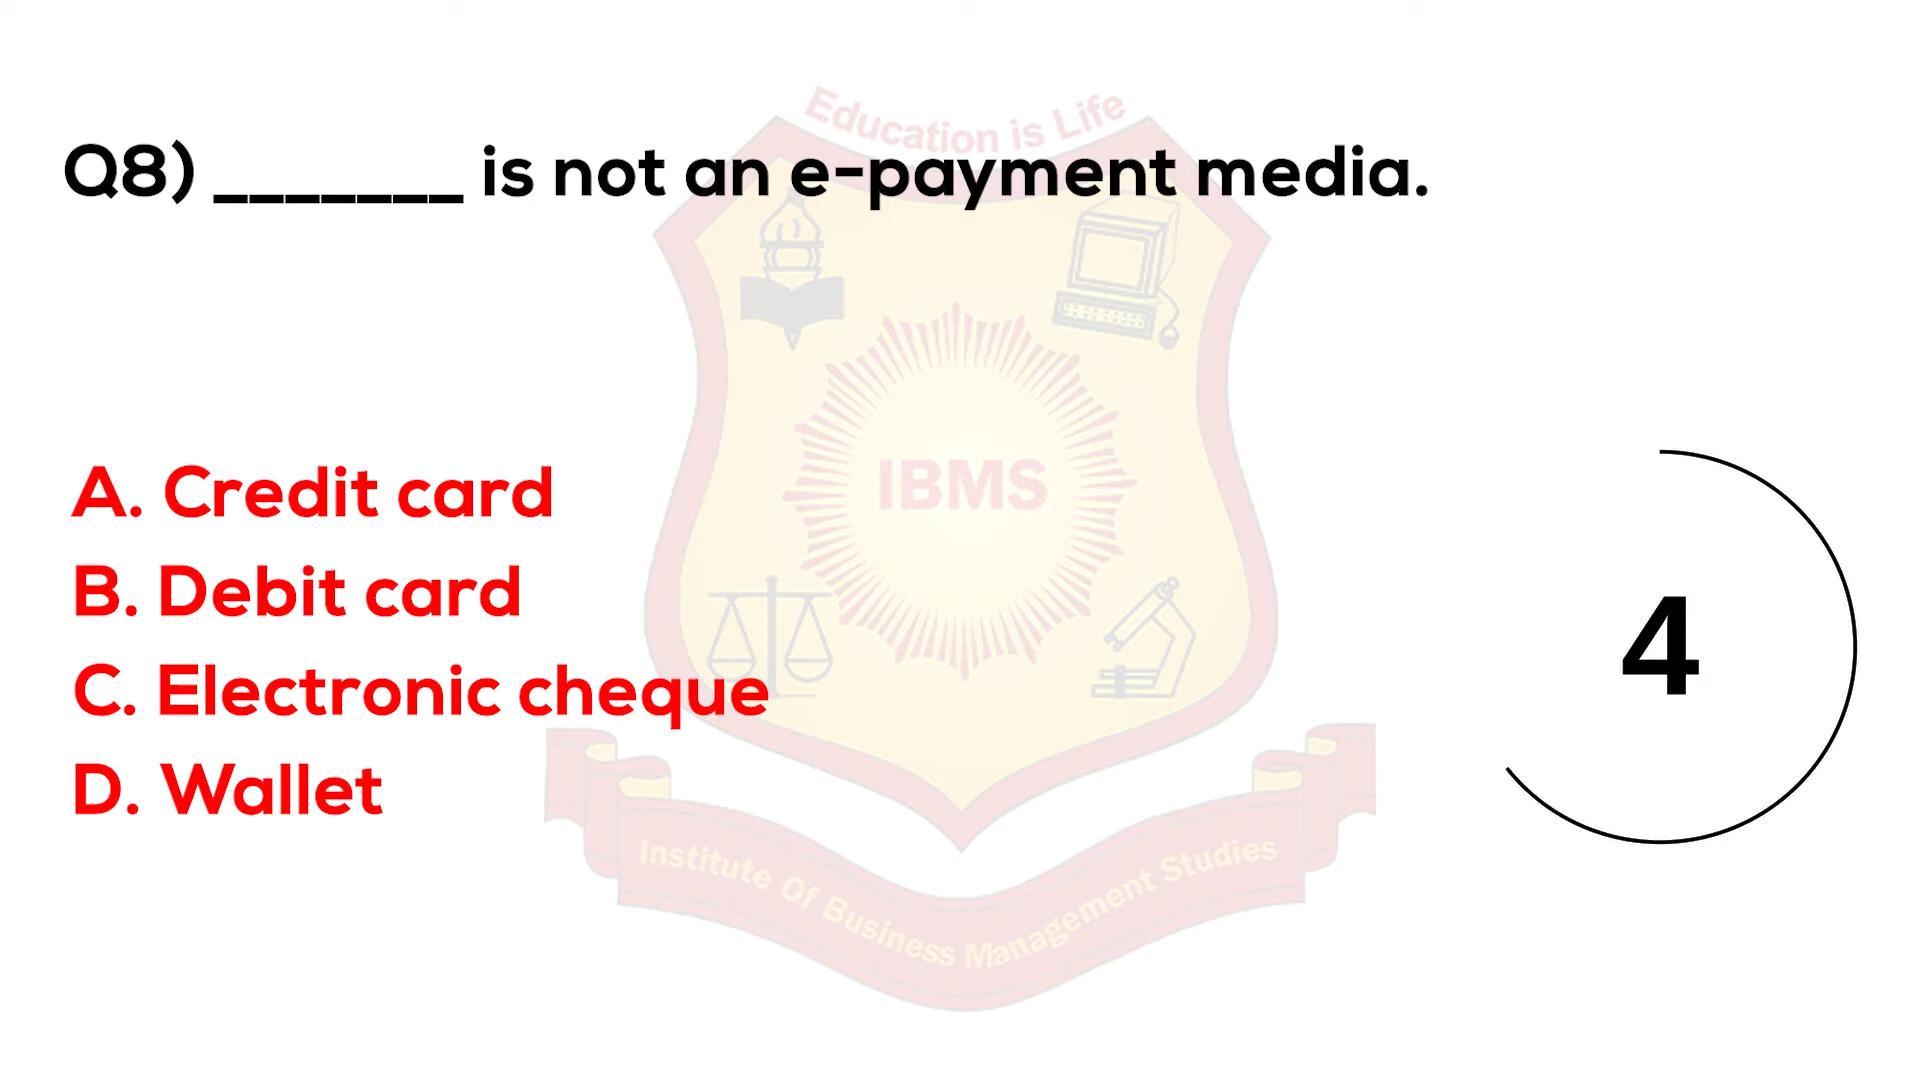 Education is Life
Q8) _______ is not an e-payment media.
IBMS
A. Credit card
B. Debit card
C. Electronic cheque
D. Wallet
4
Institute Of Business Management Studies